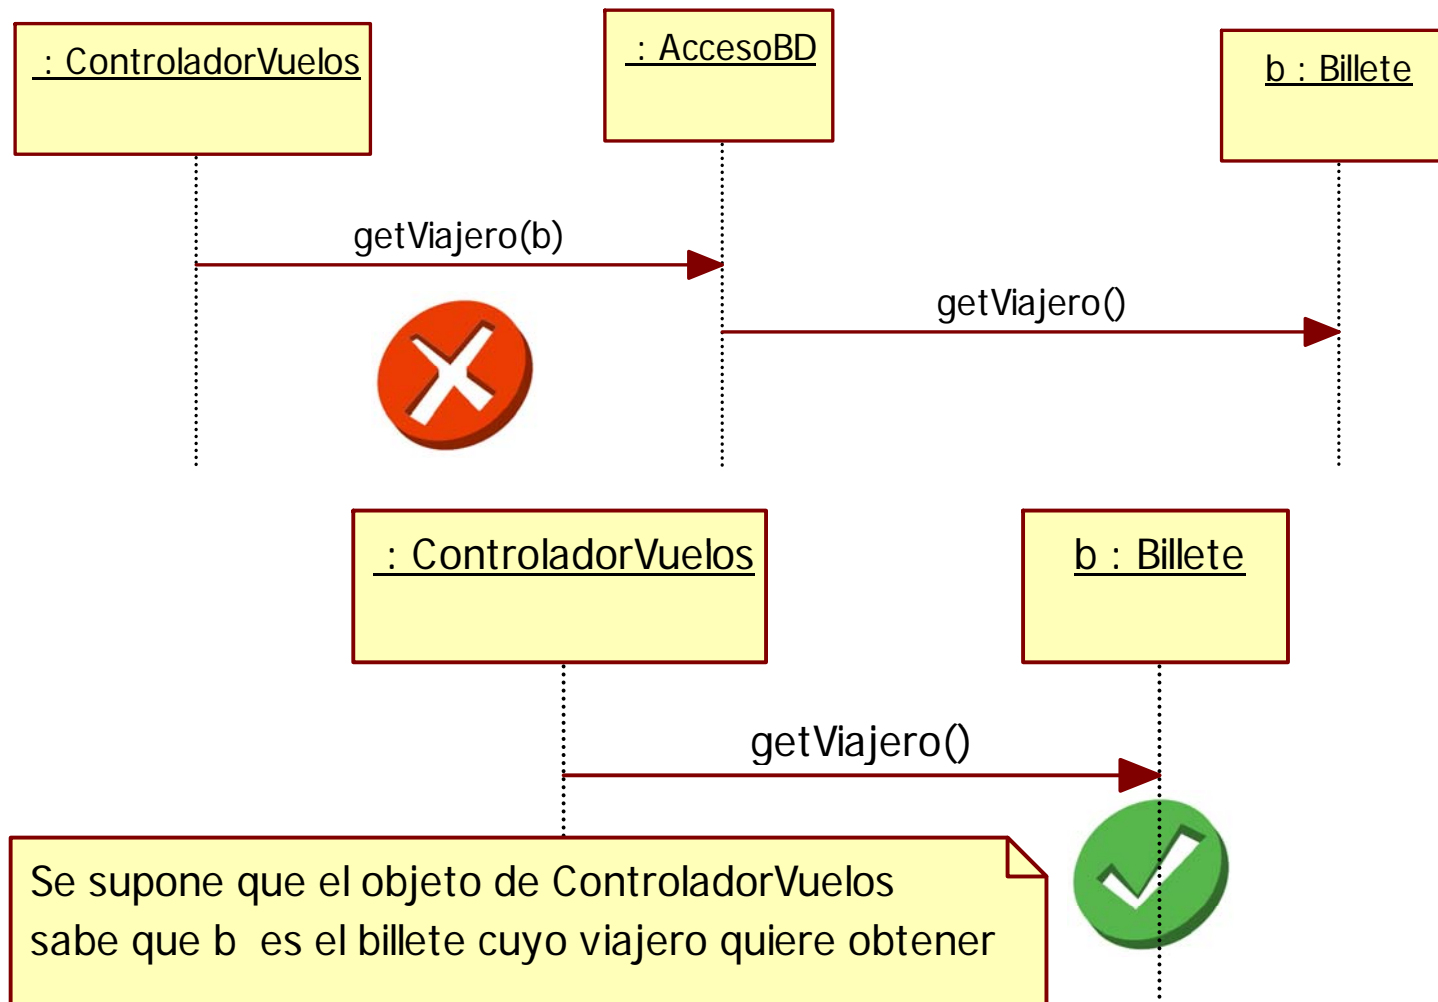 : ControladorVuelos
: AccesoBD
b : Billete
getViajero(b)
getViajero()
: ControladorVuelos
b : Billete
getViajero()
Se supone que el objeto de ControladorVuelos
sabe que b es el billete cuyo viajero quiere obtener